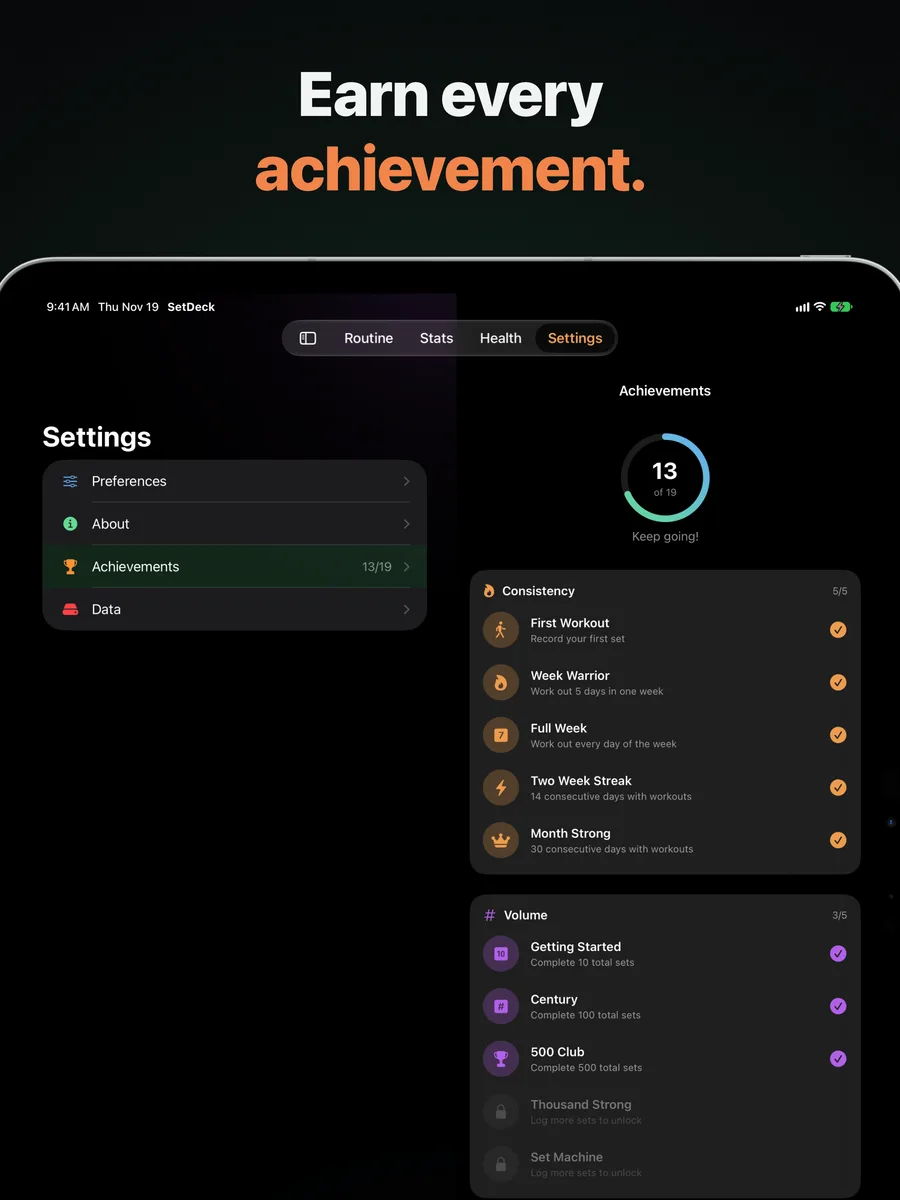 Earn every
achievement.
9:41 AM Thu Nov 19 SetDeck
Routine Stats Health Settings
Settings
Preferences
About
Achievements 13/19
Data
Achievements
13
of 19
Keep going!
Consistency 5/5
First Workout
Record your first set
Week Warrior
Work out 5 days in one week
7
Full Week
Work out every day of the week
Two Week Streak
14 consecutive days with workouts
Month Strong
30 consecutive days with workouts
# Volume 3/5
10
Getting Started
Complete 10 total sets
#
Century
Complete 100 total sets
500 Club
Complete 500 total sets
Thousand Strong
Log more sets to unlock
Set Machine
Log more sets to unlock